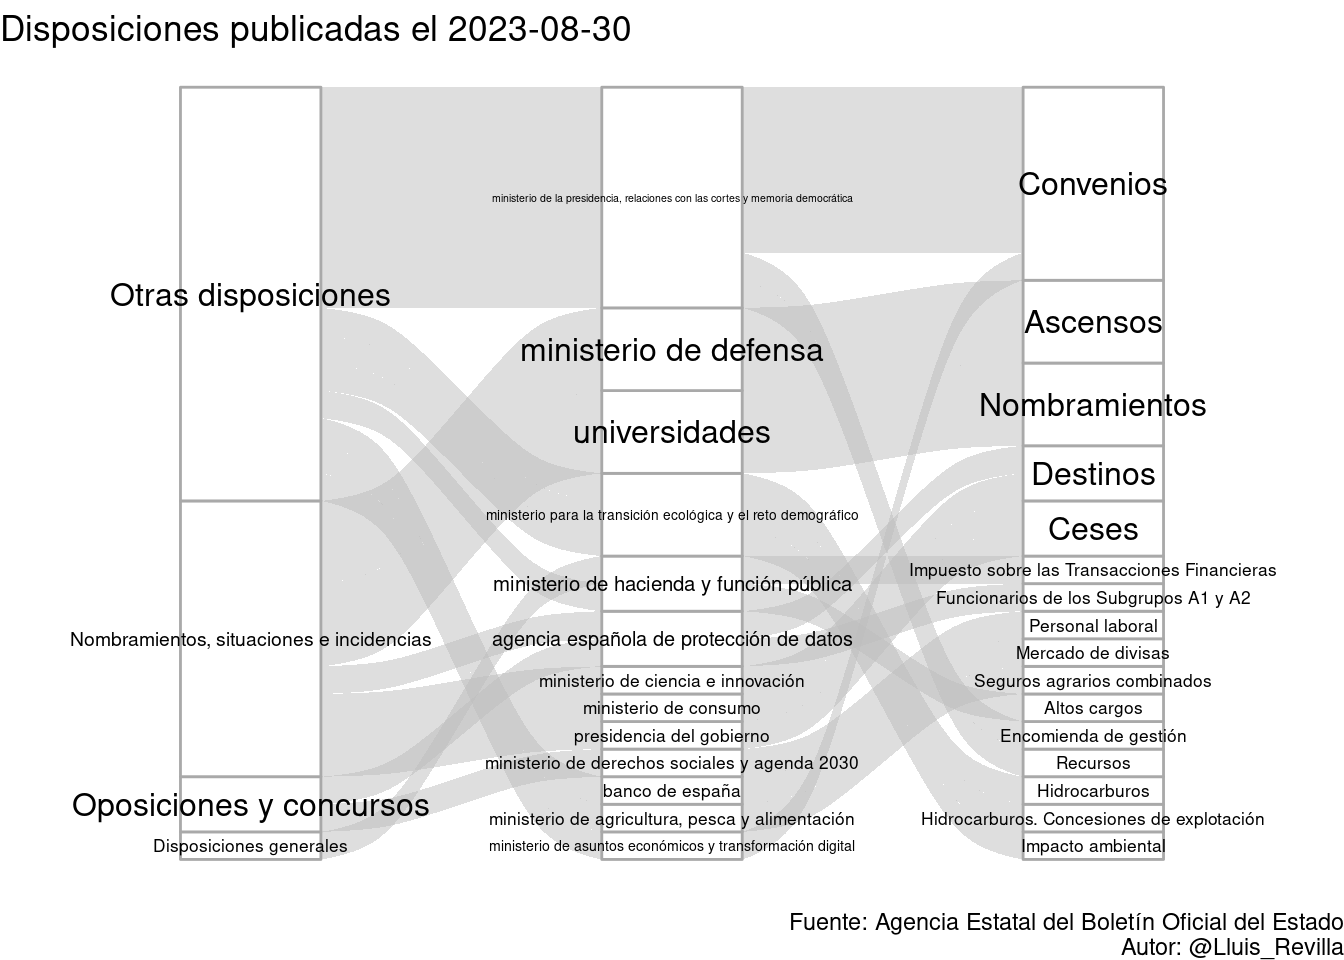 Disposiciones publicadas el 2023-08-30
Otras disposiciones
Nombramientos, situaciones e incidencias
Oposiciones y concursos
Disposiciones generales
ministerio de la presidencia, relaciones con las cortes y memoria democrática
ministerio de defensa
universidades
ministerio para la transición ecológica y el reto demográfico
ministerio de hacienda y función pública
agencia española de protección de datos
ministerio de ciencia e innovación
ministerio de consumo
presidencia del gobierno
ministerio de derechos sociales y agenda 2030
banco de españa
ministerio de agricultura, pesca y alimentación
ministerio de asuntos económicos y transformación digital
Convenios
Ascensos
Nombramientos
Destinos
Ceses
Impuesto sobre las Transacciones Financieras
Funcionarios de los Subgrupos A1 y A2
Personal laboral
Mercado de divisas
Seguros agrarios combinados
Altos cargos
Encomienda de gestión
Recursos
Hidrocarburos
Hidrocarburos. Concesiones de explotación
Impacto ambiental
Fuente: Agencia Estatal del Boletín Oficial del Estado
Autor: @Lluis_Revilla